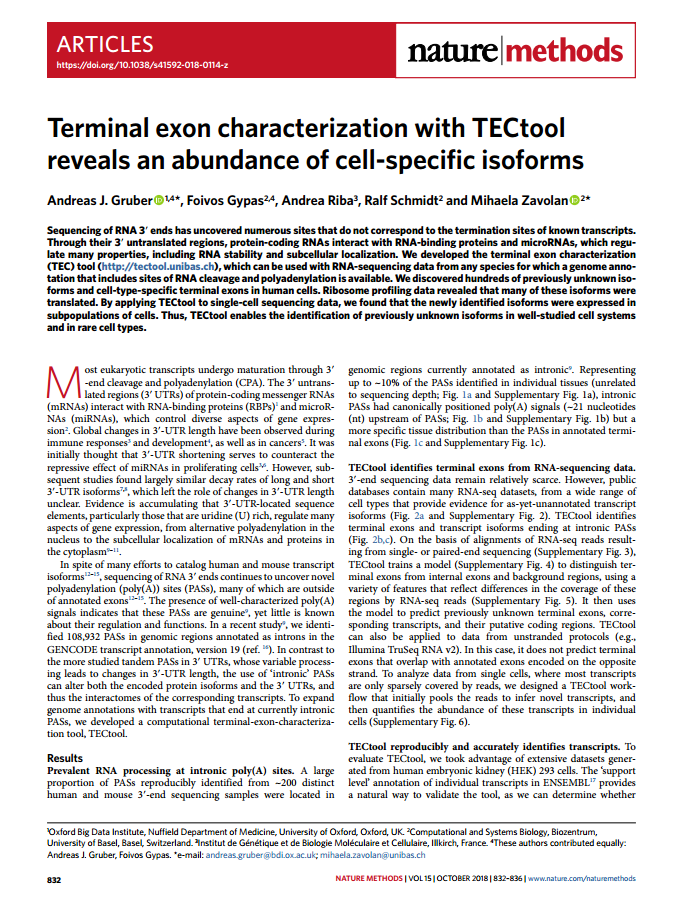 ARTICLES
https://doi.org/10.1038/s41592-018-0114-z
nature|methods
Terminal exon characterization with TECtool
reveals an abundance of cell-specific isoforms
Andreas J. Gruber 1,4*, Foivos Gypas2,4, Andrea Riba3, Ralf Schmidt2 and Mihaela Zavolan 2*
Sequencing of RNA 3′ ends has uncovered numerous sites that do not correspond to the termination sites of known transcripts.
Through their 3′ untranslated regions, protein-coding RNAs interact with RNA-binding proteins and microRNAs, which regu-
late many properties, including RNA stability and subcellular localization. We developed the terminal exon characterization
(TEC) tool (http://tectool.unibas.ch), which can be used with RNA-sequencing data from any species for which a genome anno-
tation that includes sites of RNA cleavage and polyadenylation is available. We discovered hundreds of previously unknown iso-
forms and cell-type-specific terminal exons in human cells. Ribosome profiling data revealed that many of these isoforms were
translated. By applying TECtool to single-cell sequencing data, we found that the newly identified isoforms were expressed in
subpopulations of cells. Thus, TECtool enables the identification of previously unknown isoforms in well-studied cell systems
and in rare cell types.
Most eukaryotic transcripts undergo maturation through 3′
-end cleavage and polyadenylation (CPA). The 3′ untrans-
lated regions (3′ UTRs) of protein-coding messenger RNAs
(mRNAs) interact with RNA-binding proteins (RBPs)1 and microR-
NAs (miRNAs), which control diverse aspects of gene expres-
sion2. Global changes in 3′-UTR length have been observed during
immune responses3 and development4, as well as in cancers5. It was
initially thought that 3′-UTR shortening serves to counteract the
repressive effect of miRNAs in proliferating cells3,6. However, sub-
sequent studies found largely similar decay rates of long and short
3′-UTR isoforms7,8, which left the role of changes in 3′-UTR length
unclear. Evidence is accumulating that 3′-UTR-located sequence
elements, particularly those that are uridine (U) rich, regulate many
aspects of gene expression, from alternative polyadenylation in the
nucleus to the subcellular localization of mRNAs and proteins in
the cytoplasm9–11.
In spite of many efforts to catalog human and mouse transcript
isoforms12–15, sequencing of RNA 3′ ends continues to uncover novel
polyadenylation (poly(A)) sites (PASs), many of which are outside
of annotated exons12–15. The presence of well-characterized poly(A)
signals indicates that these PASs are genuine9, yet little is known
about their regulation and functions. In a recent study9, we identi-
fied 108,932 PASs in genomic regions annotated as introns in the
GENCODE transcript annotation, version 19 (ref. 16). In contrast to
the more studied tandem PASs in 3′ UTRs, whose variable process-
ing leads to changes in 3′-UTR length, the use of ‘intronic’ PASs
can alter both the encoded protein isoforms and the 3′ UTRs, and
thus the interactomes of the corresponding transcripts. To expand
genome annotations with transcripts that end at currently intronic
PASs, we developed a computational terminal-exon-characteriza-
tion tool, TECtool.
Results
Prevalent RNA processing at intronic poly(A) sites. A large
proportion of PASs reproducibly identified from ~200 distinct
human and mouse 3′-end sequencing samples were located in
genomic regions currently annotated as intronic9. Representing
up to ~10% of the PASs identified in individual tissues (unrelated
to sequencing depth; Fig. 1a and Supplementary Fig. 1a), intronic
PASs had canonically positioned poly(A) signals (~21 nucleotides
(nt) upstream of PASs; Fig. 1b and Supplementary Fig. 1b) but a
more specific tissue distribution than the PASs in annotated termi-
nal exons (Fig. 1c and Supplementary Fig. 1c).
TECtool identifies terminal exons from RNA-sequencing data.
3′-end sequencing data remain relatively scarce. However, public
databases contain many RNA-seq datasets, from a wide range of
cell types that provide evidence for as-yet-unannotated transcript
isoforms (Fig. 2a and Supplementary Fig. 2). TECtool identifies
terminal exons and transcript isoforms ending at intronic PASs
(Fig. 2b,c). On the basis of alignments of RNA-seq reads result-
ing from single- or paired-end sequencing (Supplementary Fig. 3),
TECtool trains a model (Supplementary Fig. 4) to distinguish ter-
minal exons from internal exons and background regions, using a
variety of features that reflect differences in the coverage of these
regions by RNA-seq reads (Supplementary Fig. 5). It then uses
the model to predict previously unknown terminal exons, corre-
sponding transcripts, and their putative coding regions. TECtool
can also be applied to data from unstranded protocols (e.g.,
Illumina TruSeq RNA v2). In this case, it does not predict terminal
exons that overlap with annotated exons encoded on the opposite
strand. To analyze data from single cells, where most transcripts
are only sparsely covered by reads, we designed a TECtool work-
flow that initially pools the reads to infer novel transcripts, and
then quantifies the abundance of these transcripts in individual
cells (Supplementary Fig. 6).
TECtool reproducibly and accurately identifies transcripts. To
evaluate TECtool, we took advantage of extensive datasets gener-
ated from human embryonic kidney (HEK) 293 cells. The ‘support
level’ annotation of individual transcripts in ENSEMBL17 provides
a natural way to validate the tool, as we can determine whether
1Oxford Big Data Institute, Nuffield Department of Medicine, University of Oxford, Oxford, UK. 2Computational and Systems Biology, Biozentrum,
University of Basel, Basel, Switzerland. 3Institut de Génétique et de Biologie Moléculaire et Cellulaire, Illkirch, France. 4These authors contributed equally:
Andreas J. Gruber, Foivos Gypas. *e-mail: andreas.gruber@bdi.ox.ac.uk; mihaela.zavolan@unibas.ch
832
NATURE METHODS | VOL 15 | OCTOBER 2018 | 832–836 | www.nature.com/naturemethods